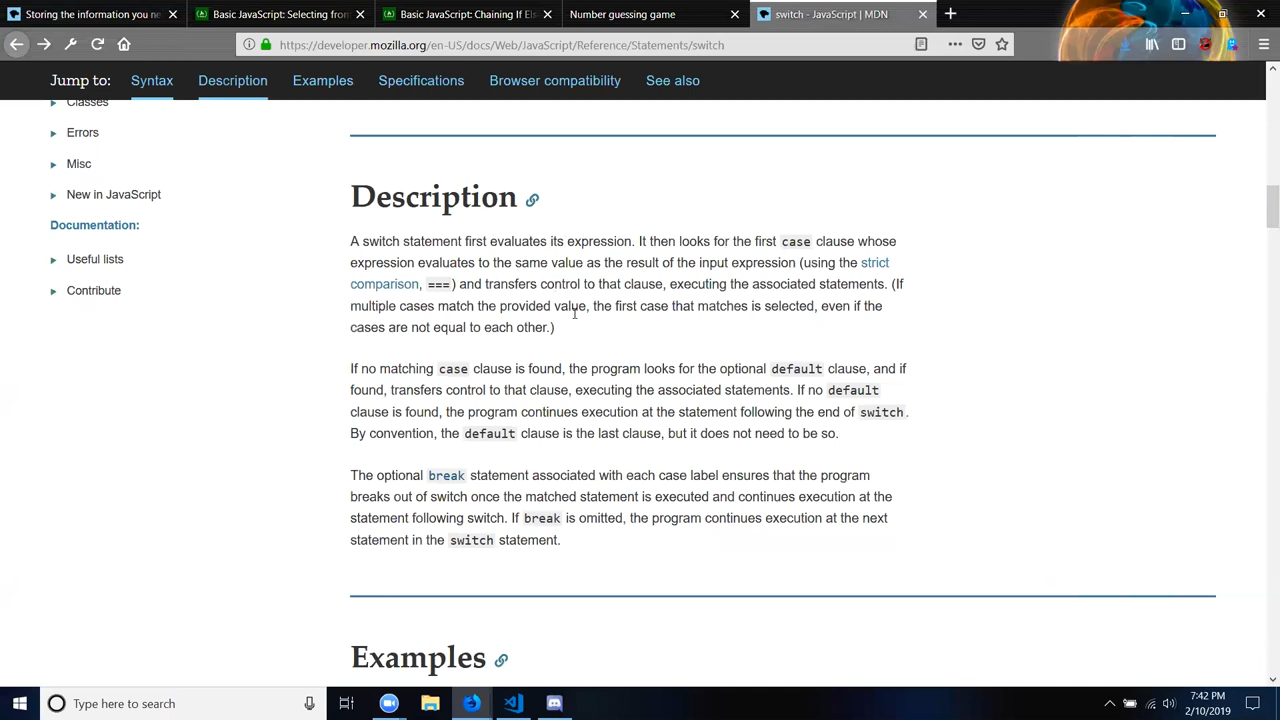 Storing the information you ne
Basic JavaScript: Selecting from
Basic JavaScript: Chaining If Els
Number guessing game
switch - JavaScript | MDN
https://developer.mozilla.org/en-US/docs/Web/JavaScript/Reference/Statements/switch
Jump to: Syntax Description Examples Specifications Browser compatibility See also
Classes
Errors
Misc
New in JavaScript
Documentation:
Useful lists
Contribute
Description
A switch statement first evaluates its expression. It then looks for the first case clause whose
expression evaluates to the same value as the result of the input expression (using the strict
comparison, ===) and transfers control to that clause, executing the associated statements. (If
multiple cases match the provided value, the first case that matches is selected, even if the
cases are not equal to each other.)
If no matching case clause is found, the program looks for the optional default clause, and if
found, transfers control to that clause, executing the associated statements. If no default
clause is found, the program continues execution at the statement following the end of switch.
By convention, the default clause is the last clause, but it does not need to be so.
The optional break statement associated with each case label ensures that the program
breaks out of switch once the matched statement is executed and continues execution at the
statement following switch. If break is omitted, the program continues execution at the next
statement in the switch statement.
Examples
Type here to search
7:42 PM
2/10/2019